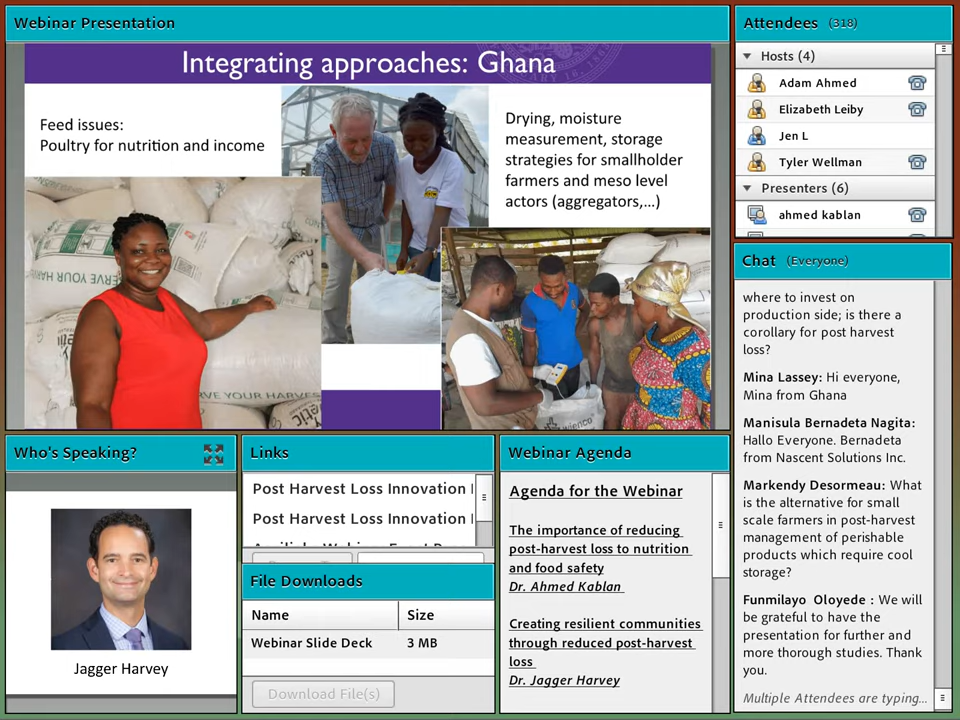 Webinar Presentation
Integrating approaches: Ghana
Feed issues:
Poultry for nutrition and income
Drying, moisture
measurement, storage
strategies for smallholder
farmers and meso level
actors (aggregators,...)
Attendees (318)
Hosts (4)
Adam Ahmed
Elizabeth Leiby
Jen L
Tyler Wellman
Presenters (6)
ahmed kablan
Chat (Everyone)
where to invest on
production side; is there a
corollary for post harvest
loss?
Mina Lassey: Hi everyone,
Mina from Ghana
Manisula Bernadeta Nagita:
Hallo Everyone. Bernadeta
from Nascent Solutions Inc.
Markendy Desormeau: What
is the alternative for small
scale farmers in post-harvest
management of perishable
products which require cool
storage?
Funmilayo Oloyede : We will
be grateful to have the
presentation for further and
more thorough studies. Thank
you.
Multiple Attendees are typing...
Who's Speaking?
Jagger Harvey
Links
Post Harvest Loss Innovation
Post Harvest Loss Innovation
File Downloads
Name Size
Webinar Slide Deck 3 MB
Download File(s)
Webinar Agenda
Agenda for the Webinar
The importance of reducing
post-harvest loss to nutrition
and food safety
Dr. Ahmed Kablan
Creating resilient communities
through reduced post-harvest
loss
Dr. Jagger Harvey